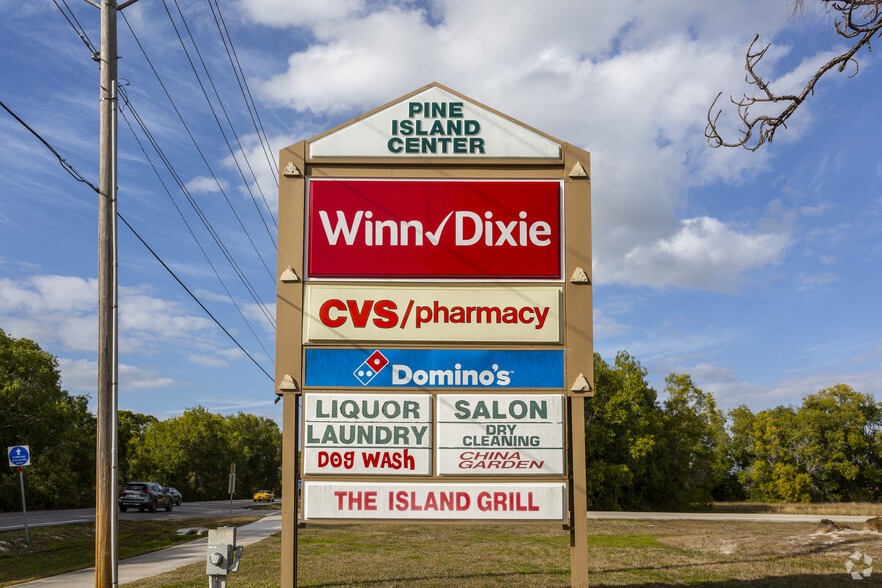 PINE
ISLAND
CENTER
Winn Dixie
CVS/pharmacy
Domino's
LIQUOR
LAUNDRY
DOG WASH
SALON
DRY
CLEANING
CHINA
GARDEN
THE ISLAND GRILL